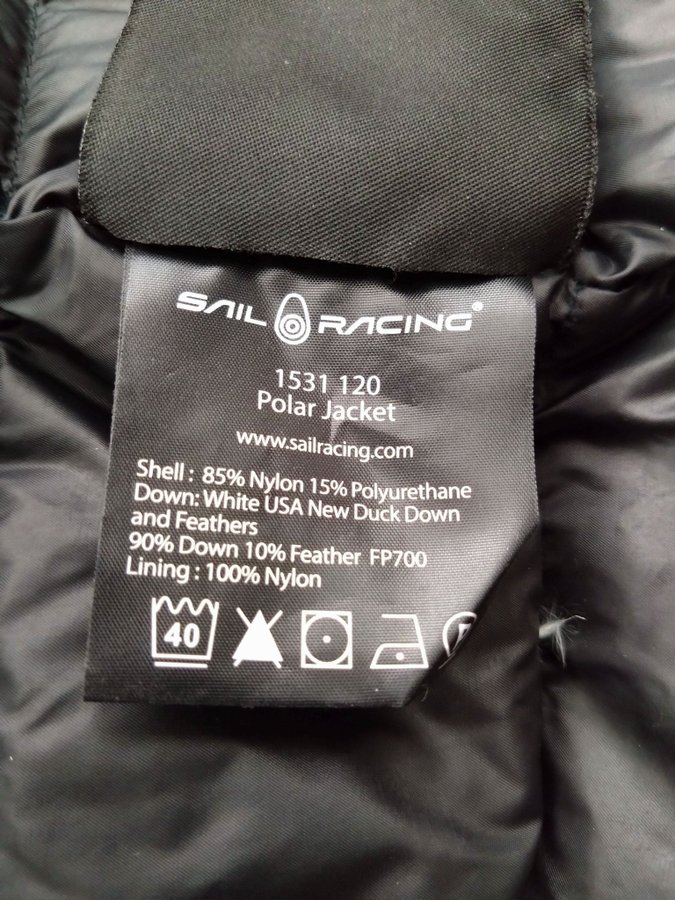 SAIL RACING®
1531 120
Polar Jacket
www.sailracing.com
Shell : 85% Nylon 15% Polyurethane
Down: White USA New Duck Down
and Feathers
90% Down 10% Feather FP700
Lining : 100% Nylon
40